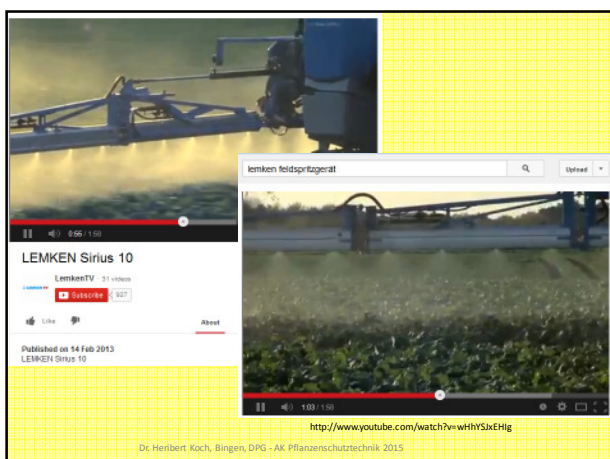 0:56 / 1:50
LEMKEN Sirius 10
LemkenTV 31 videos
Subscribe
Like
About
Published on 14 Feb 2013
LEMKEN Sirius 10
lemken feldspritzgerät
Upload
1:03 / 1:50
http://www.youtube.com/watch?v=wHhYSJxEHIg
Dr. Heribert Koch, Bingen, DPG - AK Pflanzenschutztechnik 2015